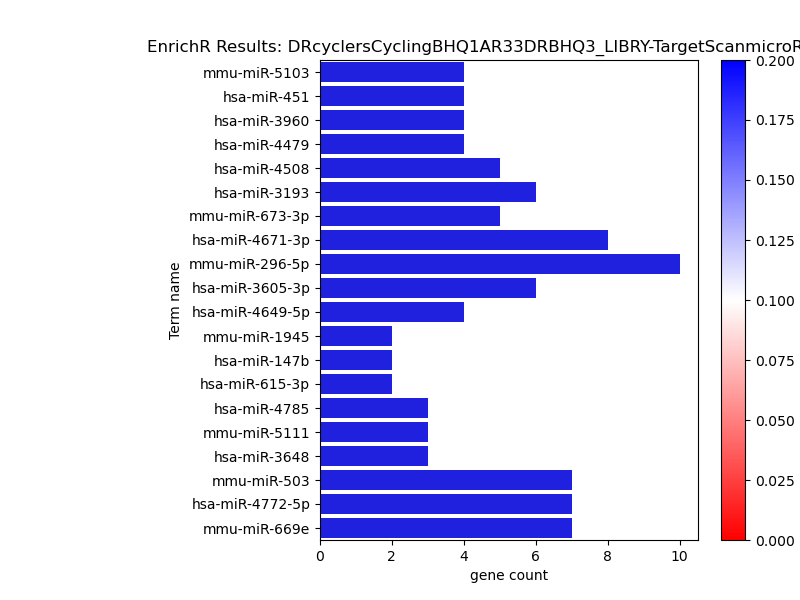 EnrichR Results: DRcyclersCyclingBHQ1AR33DRBHQ3_LIBRY-TargetScanmicroR
mmu-miR-5103
hsa-miR-451
hsa-miR-3960
hsa-miR-4479
hsa-miR-4508
hsa-miR-3193
mmu-miR-673-3p
hsa-miR-4671-3p
mmu-miR-296-5p
hsa-miR-3605-3p
hsa-miR-4649-5p
mmu-miR-1945
hsa-miR-147b
hsa-miR-615-3p
hsa-miR-4785
mmu-miR-5111
hsa-miR-3648
mmu-miR-503
hsa-miR-4772-5p
mmu-miR-669e
Term name
0 2 4 6 8 10
gene count
0.200
0.175
0.150
0.125
0.100
0.075
0.050
0.025
0.000